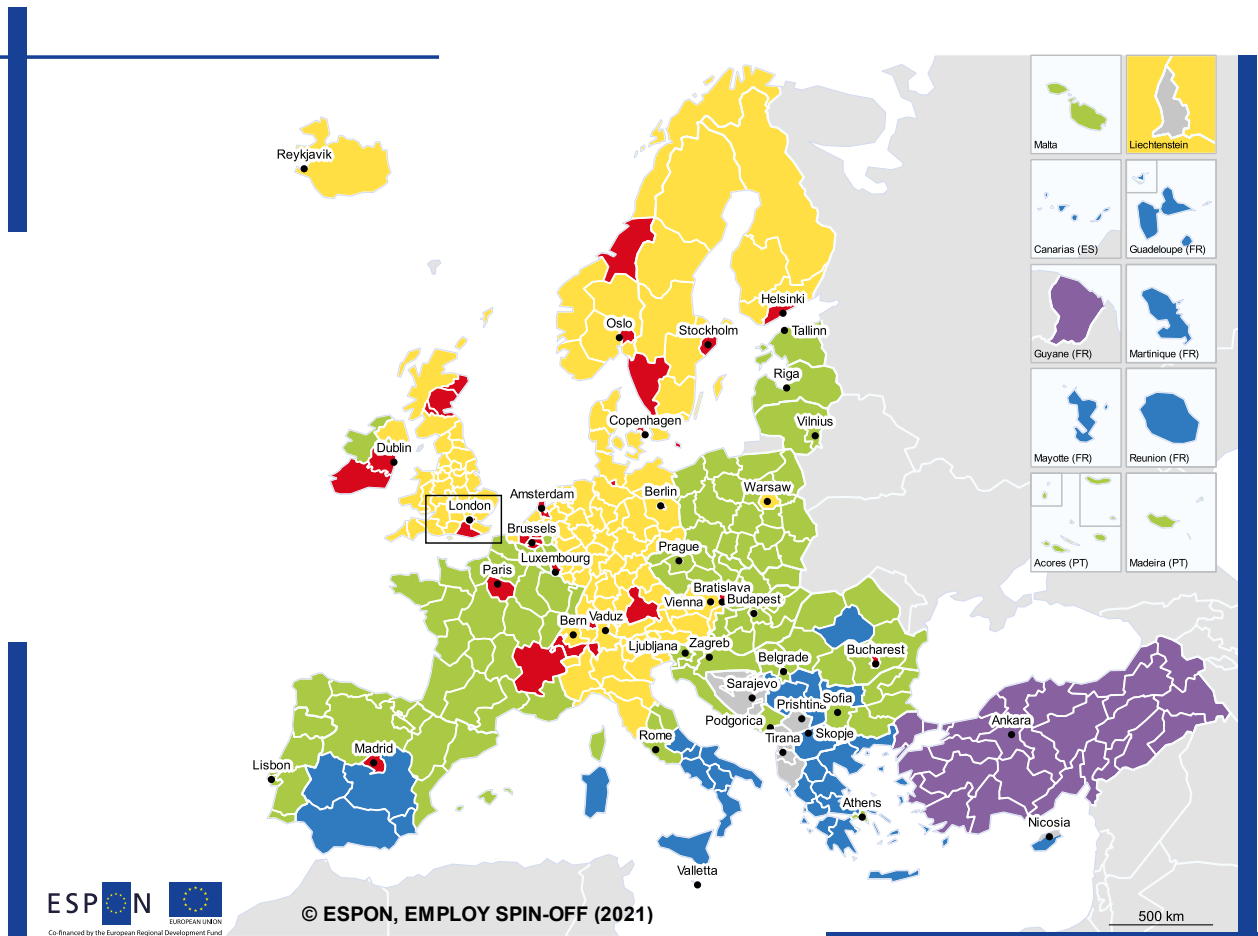 Malta
Liechtenstein
Reykjavik
Canarias (ES)
Guadeloupe (FR)
Helsinki
Oslo
Stockholm
Tallinn
Guyane (FR)
Martinique (FR)
Riga
Copenhagen
Vilnius
Dublin
Mayotte (FR)
Reunion (FR)
Amsterdam
Berlin
Warsaw
London
Brussels
Prague
Luxembourg
Acores (PT)
Madeira (PT)
Paris
Bratislava
Vienna
Budapest
Bern
Vaduz
Ljubljana
Zagreb
Bucharest
Belgrade
Sarajevo
Sofia
Prishtina
Podgorica
Ankara
Rome
Tirana
Skopje
Madrid
Lisbon
Athens
Nicosia
Valletta
ESPON
EUROPEAN UNION
Co-financed by the European Regional Development Fund
© ESPON, EMPLOY SPIN-OFF (2021)
500 km